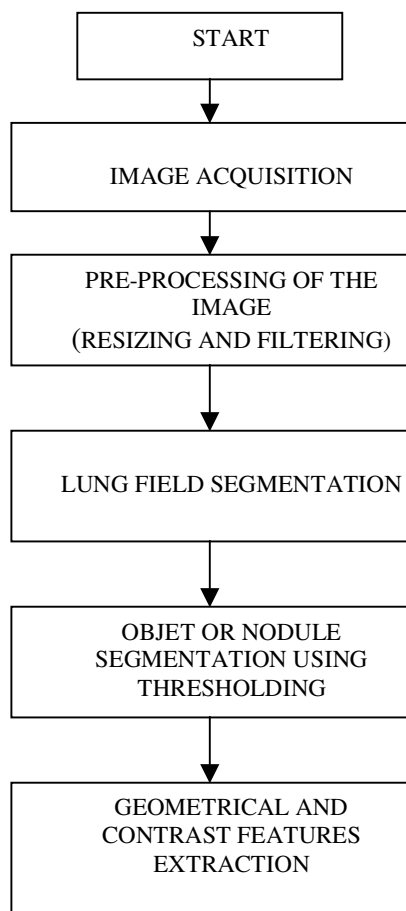 START
IMAGE ACQUISITION
PRE-PROCESSING OF THE
IMAGE
(RESIZING AND FILTERING)
LUNG FIELD SEGMENTATION
OBJET OR NODULE
SEGMENTATION USING
THRESHOLDING
GEOMETRICAL AND
CONTRAST FEATURES
EXTRACTION